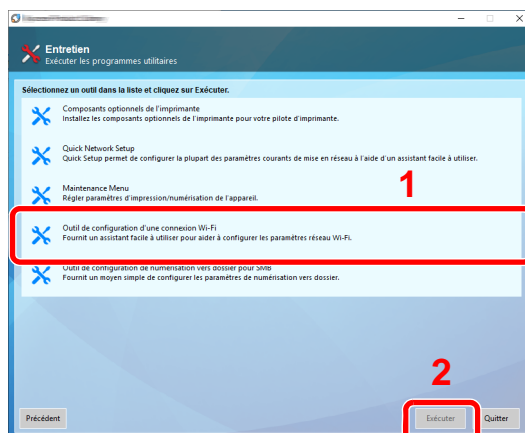 Entretien
Exécuter les programmes utilitaires
Sélectionnez un outil dans la liste et cliquez sur Exécuter.
Composants optionnels de l'imprimante
Installez les composants optionnels de l'imprimante pour votre pilote d'imprimante.
Quick Network Setup
Quick Setup permet de configurer la plupart des paramètres courants de mise en réseau à l'aide d'un assistant facile à utiliser.
Maintenance Menu
Régler paramètres d'impression/numérisation de l'appareil.
1
Outil de configuration d'une connexion Wi-Fi
Fournit un assistant facile à utiliser pour aider à configurer les paramètres réseau Wi-Fi.
Outil de configuration de numérisation vers dossier pour SMB
Fournit un moyen simple de configurer les paramètres de numérisation vers dossier.
2
Précédent
Exécuter
Quitter